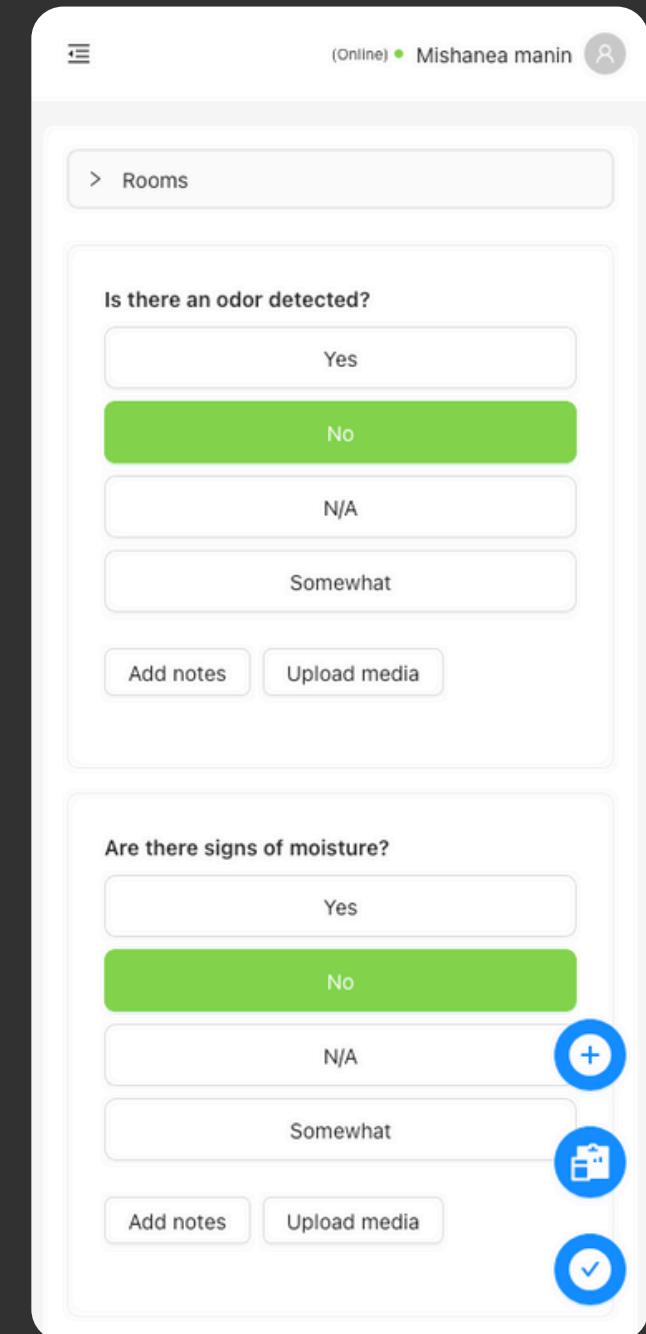 (Online) Mishanea manin
Rooms
Is there an odor detected?
Yes
No
N/A
Somewhat
Add notes Upload media
Are there signs of moisture?
Yes
No
N/A
Somewhat
Add notes Upload media